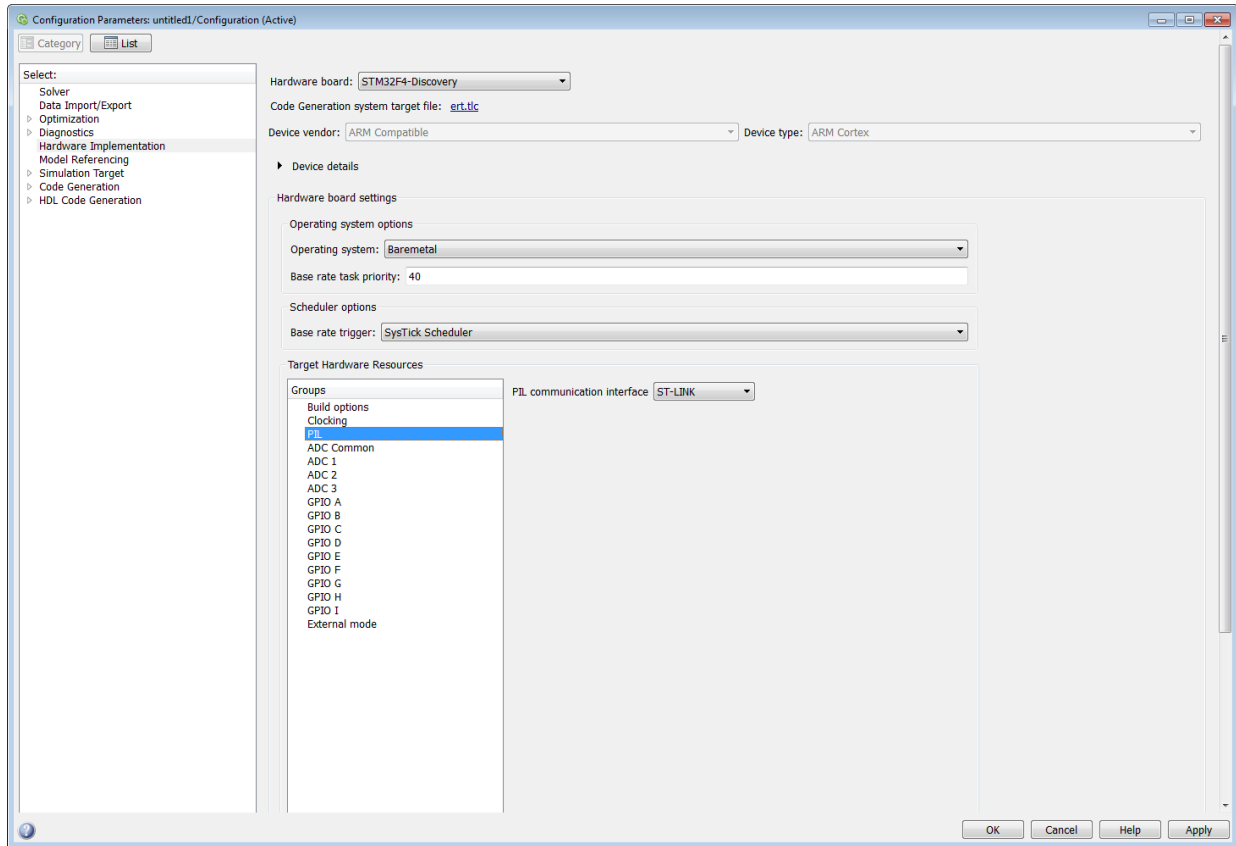 Configuration Parameters: untitled1/Configuration (Active)
Category List
Select:
Solver
Data Import/Export
Optimization
Diagnostics
Hardware Implementation
Model Referencing
Simulation Target
Code Generation
HDL Code Generation
Hardware board: STM32F4-Discovery
Code Generation system target file: ert.tlc
Device vendor: ARM Compatible Device type: ARM Cortex
Device details
Hardware board settings
Operating system options
Operating system: Baremetal
Base rate task priority: 40
Scheduler options
Base rate trigger: SysTick Scheduler
Target Hardware Resources
Groups
Build options
Clocking
PIL
ADC Common
ADC 1
ADC 2
ADC 3
GPIO A
GPIO B
GPIO C
GPIO D
GPIO E
GPIO F
GPIO G
GPIO H
GPIO I
External mode
PIL communication interface ST-LINK
OK Cancel Help Apply